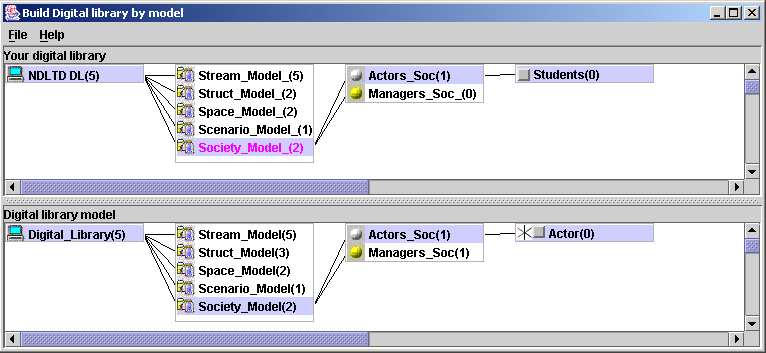 Build Digital library by model
File Help
Your digital library
NDLTD DL(5)
Stream_Model_(5)
Struct_Model_(2)
Space_Model_(2)
Scenario_Model_(1)
Society_Model_(2)
Actors_Soc(1)
Managers_Soc_(0)
Students(0)
Digital library model
Digital_Library(5)
Stream_Model(5)
Struct_Model(3)
Space_Model(2)
Scenario_Model(1)
Society_Model(2)
Actors_Soc(1)
Managers_Soc(1)
Actor(0)